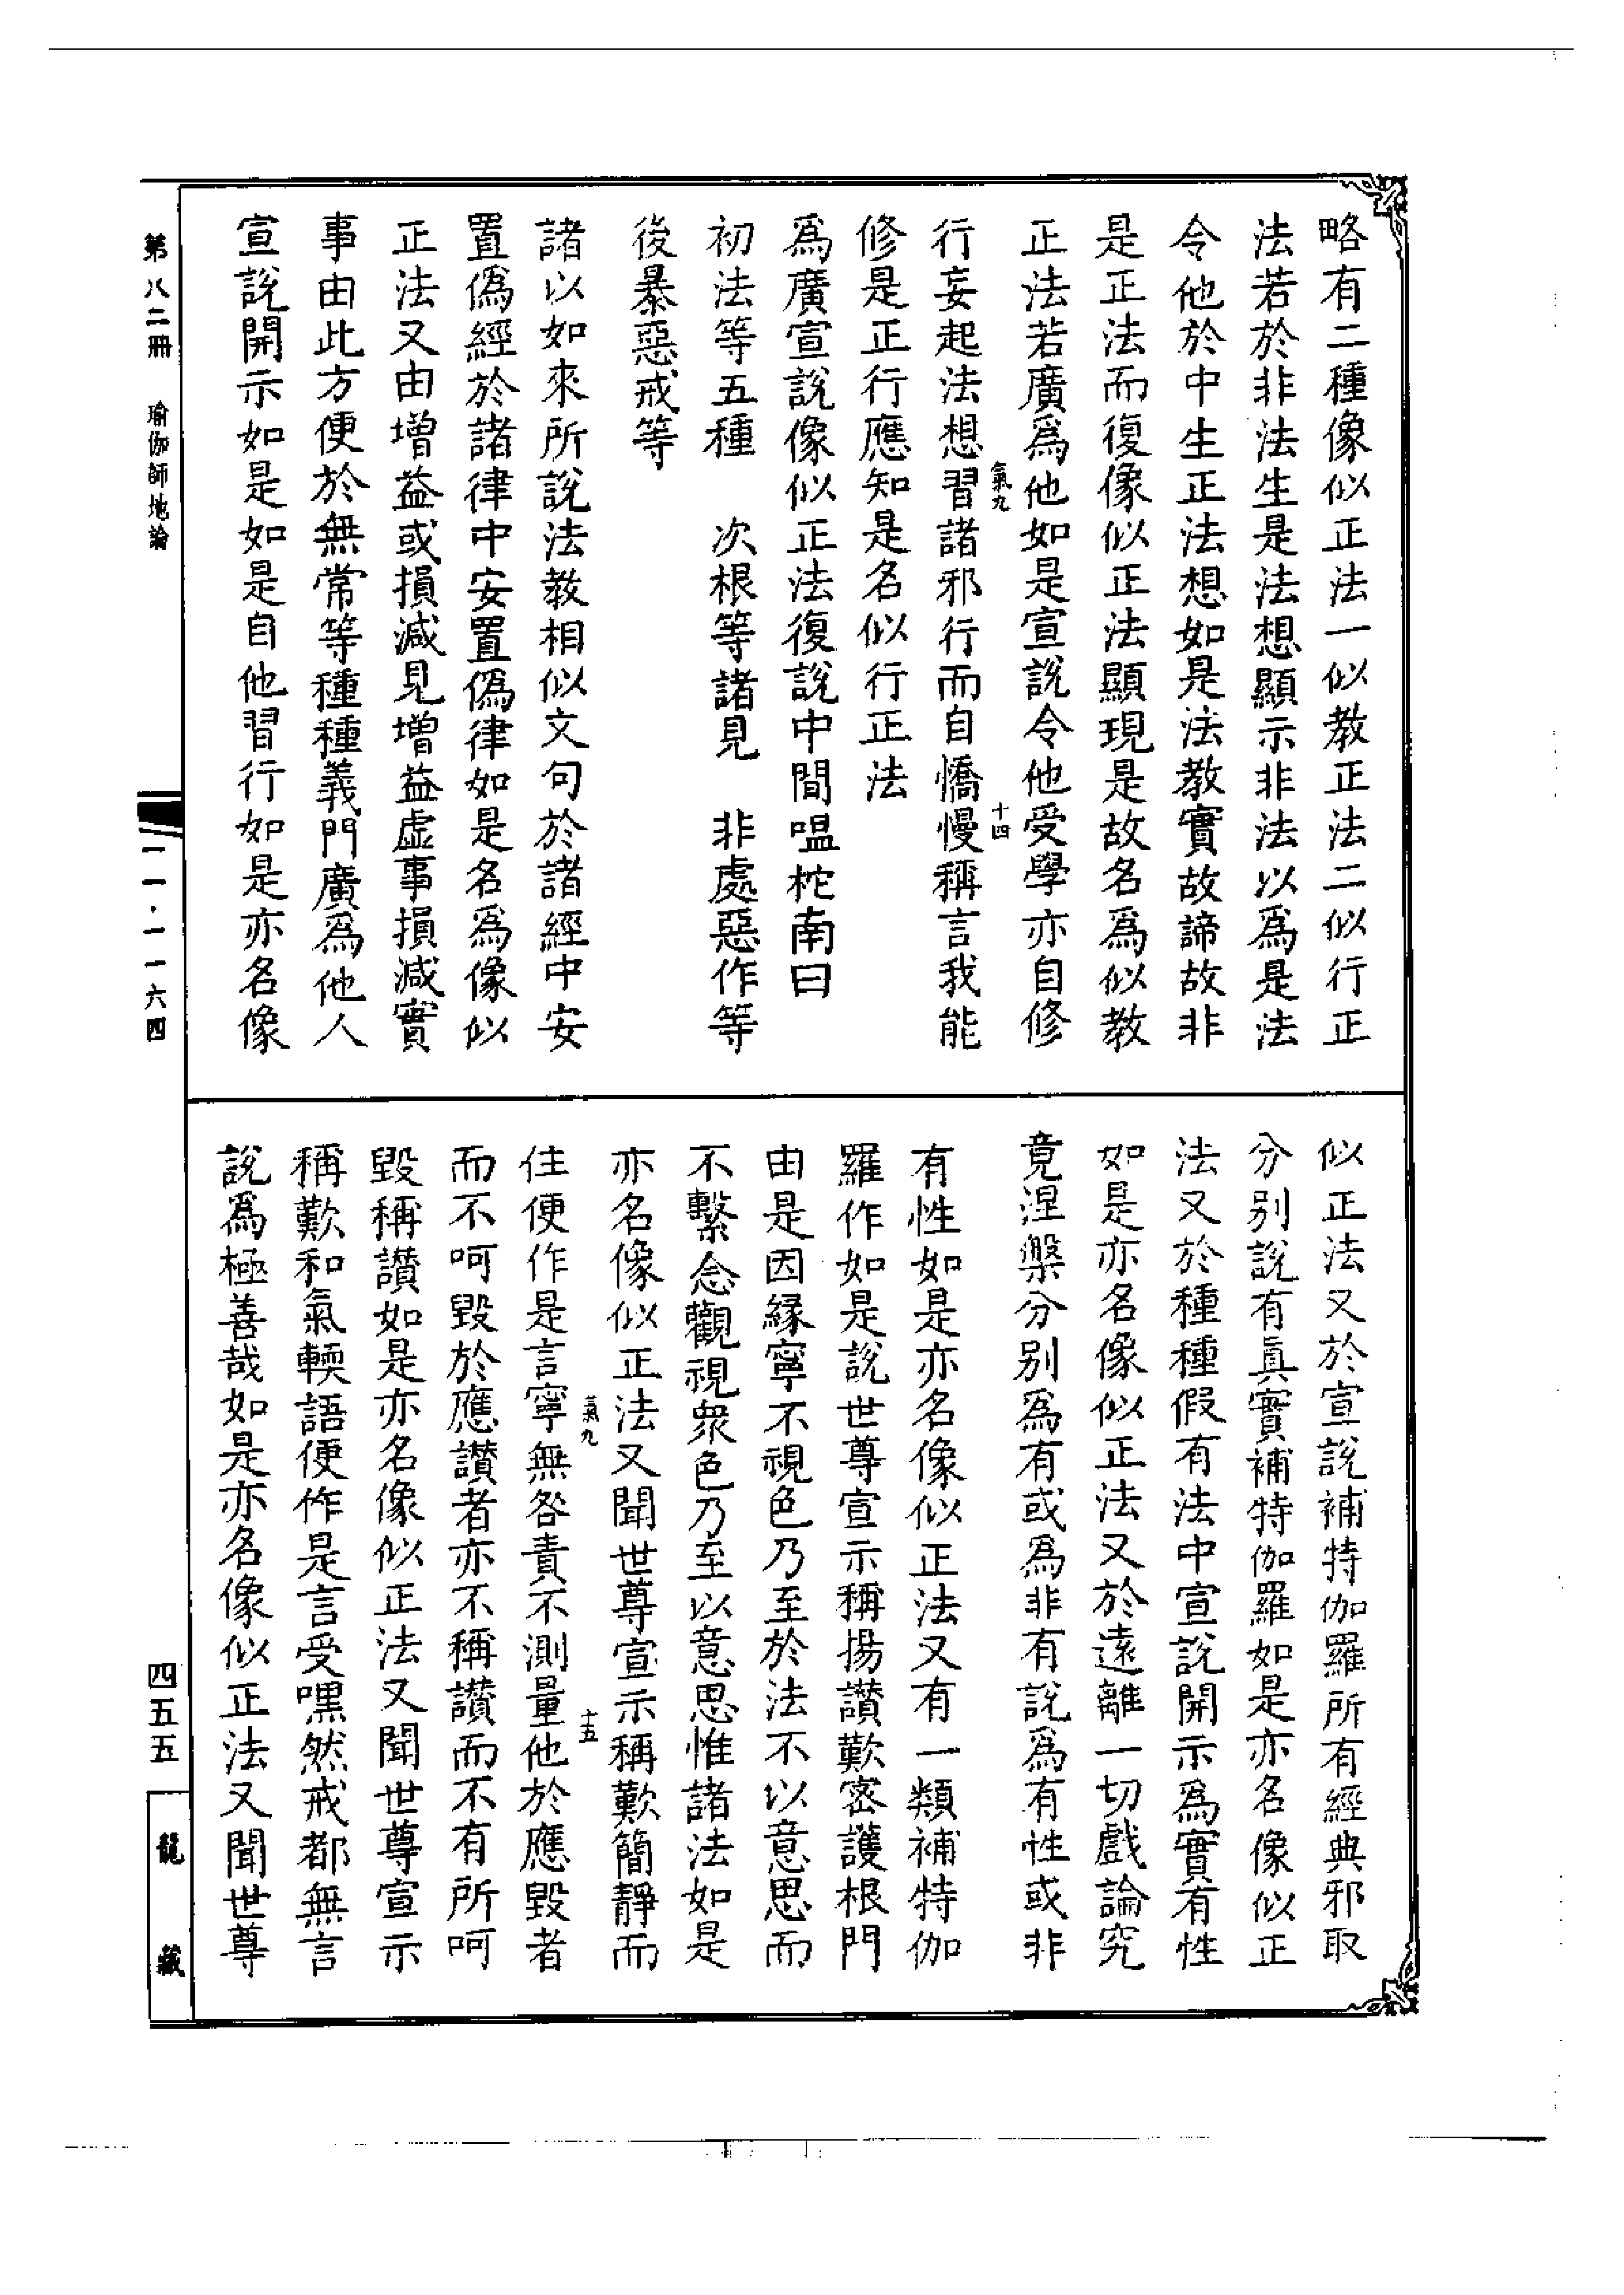 略有二種像似正法一似教正法二似行正
法若於非法生是法想顯示非法以爲是法
令他於中生正法想如是法教實故諦故非
是正法而復像似正法顯現是故名爲似教
正法若廣爲他如是宣說令他受學亦自修
氣九 十四
行妄起法想習諸邪行而自憍慢稱言我能
修是正行應知是名似行正法
爲廣宣說像似正法復說中間嗢柁南曰
初法等五種 次根等諸見 非處惡作等
後暴惡戒等
諸以如來所說法教相似文句於諸經中安
置僞經於諸律中安置僞律如是名爲像似
正法又由增益或損減見增益虛事損減實
事由此方便於無常等種種義門廣爲他人
宣說開示如是如是自他習行如是亦名像
似正法又於宣說補特伽羅所有經典邪取
分别說有真實補特伽羅如是亦名像似正
法又於種種假有法中宣說開示爲實有性
如是亦名像似正法又於遠離一切戲論究
竟涅槃分别爲有或爲非有說爲有性或非
有性如是亦名像似正法又有一類補特伽
羅作如是說世尊宣示稱揚讚歎密護根門
由是因緣寧不視色乃至於法不以意思而
不繫念觀視衆色乃至以意思惟諸法如是
亦名像似正法又聞世尊宣示稱歎簡靜而
氣九 十五
住便作是言寧無咎責不測量他於應毀者
而不呵毀於應讚者亦不稱讚而不有所呵
毀稱讚如是亦名像似正法又聞世尊宣示
稱歎和氣輭語便作是言受嘿然戒都無言
說爲極善哉如是亦名像似正法又聞世尊
第八二冊 瑜伽師地論
一一·一一六四
四五五
龍藏